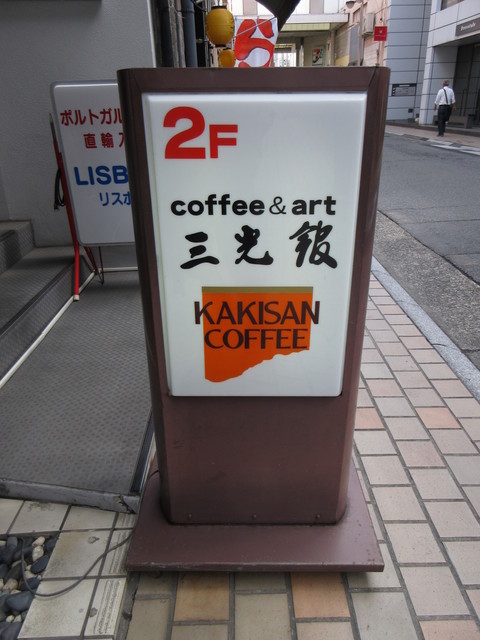 2F
coffee & art
三光館
KAKISAN
COFFEE
ポルトガル
直輸入
LISB
リスボ